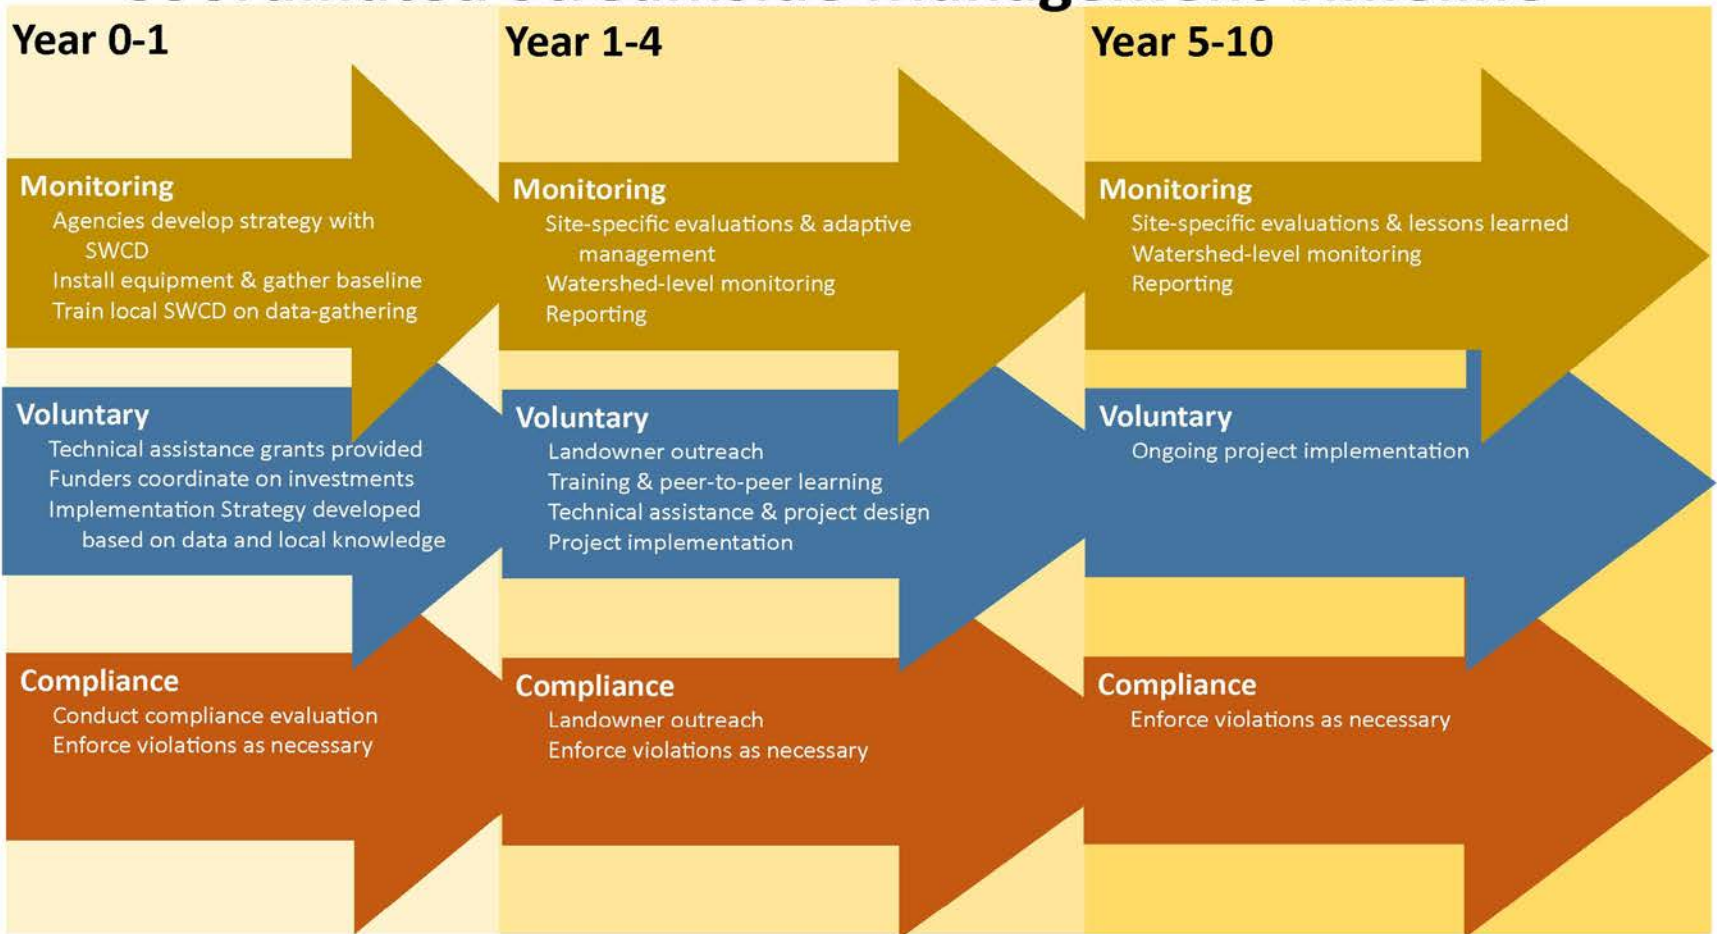 Coordinated Streamside Management Timeline
Year 0-1
Monitoring
Agencies develop strategy with
SWCD
Install equipment & gather baseline
Train local SWCD on data-gathering
Voluntary
Technical assistance grants provided
Funders coordinate on investments
Implementation Strategy developed
based on data and local knowledge
Compliance
Conduct compliance evaluation
Enforce violations as necessary
Year 1-4
Monitoring
Site-specific evaluations & adaptive
management
Watershed-level monitoring
Reporting
Voluntary
Landowner outreach
Training & peer-to-peer learning
Technical assistance & project design
Project implementation
Compliance
Landowner outreach
Enforce violations as necessary
Year 5-10
Monitoring
Site-specific evaluations & lessons learned
Watershed-level monitoring
Reporting
Voluntary
Ongoing project implementation
Compliance
Enforce violations as necessary